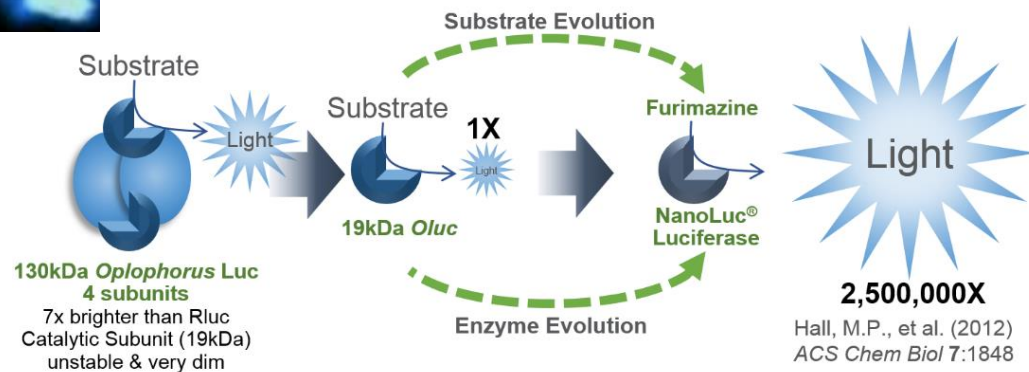 Substrate Evolution
Substrate
Light
130kDa Oplophorus Luc
4 subunits
7x brighter than Rluc
Catalytic Subunit (19kDa)
unstable & very dim
Substrate
1X
Light
19kDa Oluc
Furimazine
NanoLuc®
Luciferase
Enzyme Evolution
Light
2,500,000X
Hall, M.P., et al. (2012)
ACS Chem Biol 7:1848